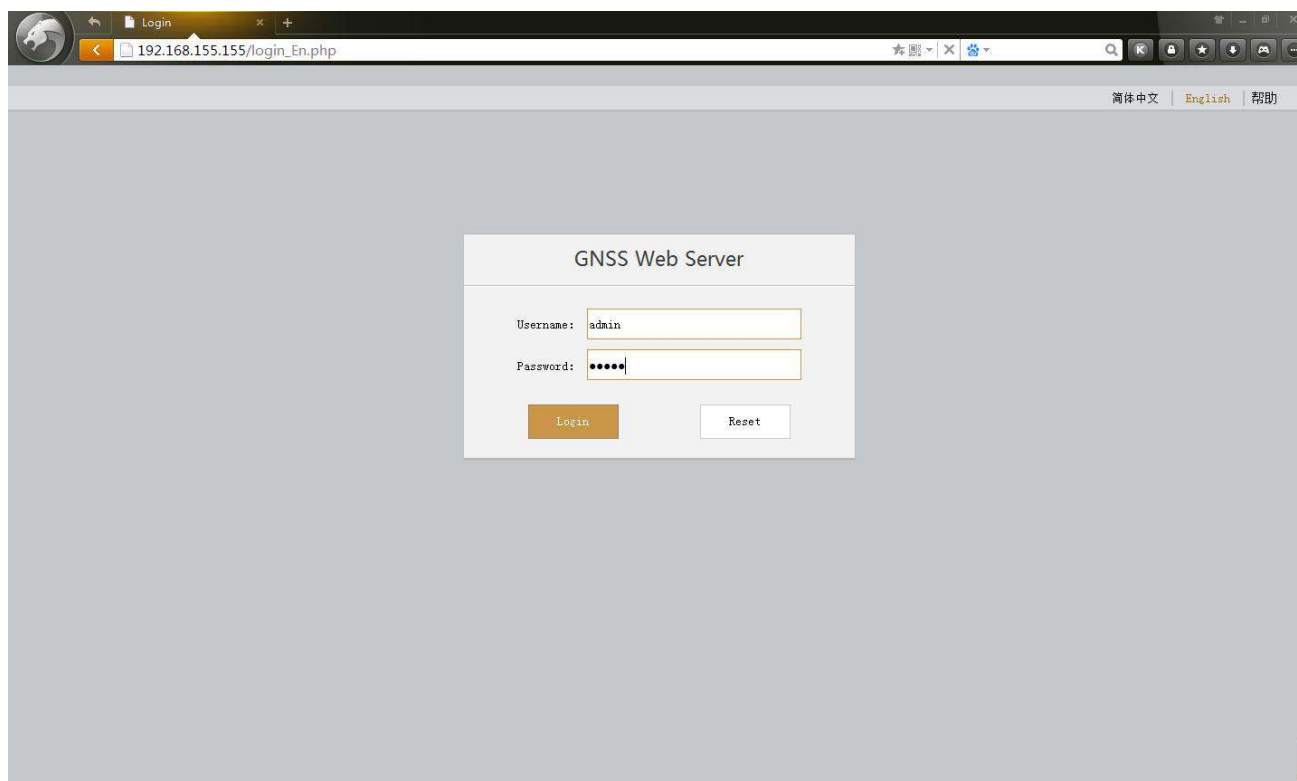 Login
192.168.155.155/login_En.php
K
简体中文 | English | 帮助
GNSS Web Server
Username: admin
Password: •••••
Login Reset